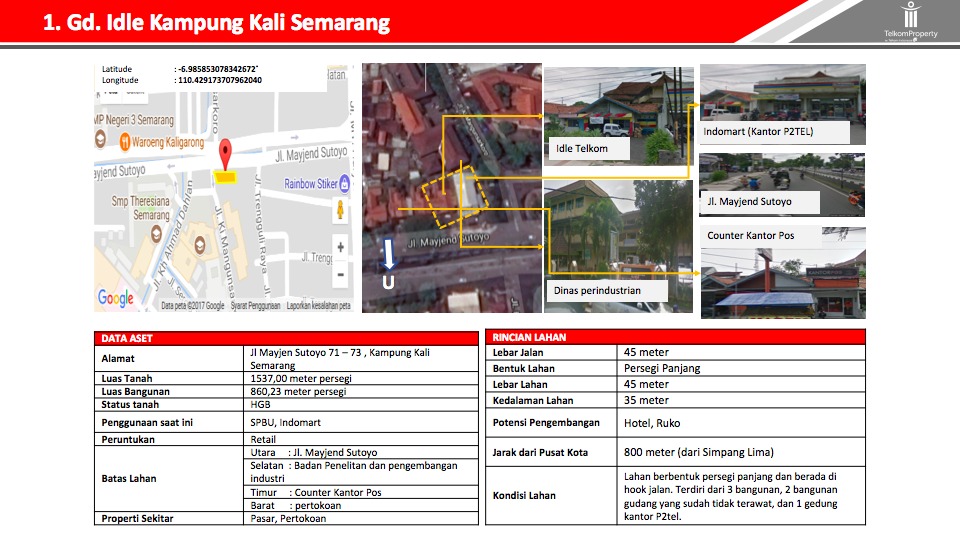 1. Gd. Idle Kampung Kali Semarang
TelkomProperty
Latitude : -6.985853078342672˚
Longitude : 110.429173707962040
MP Negeri 3 Semarang
Waroeng Kaligarong
Jl. Mayjend Sutoyo
Sutoyo
Rainbow Stiker
Smp Theresiana
Semarang
Jl. Kh Ahmad Dahlan
Jl. Ki Mangunsa
Jl. Trengguli Raya
Jl. Treng
Google
Data peta ©2017 Google
Syarat Penggunaan
Laporkan kesalahan peta
Jl. Mayjend Sutoyo
U
Idle Telkom
Dinas perindustrian
Indomart (Kantor P2TEL)
Jl. Mayjend Sutoyo
Counter Kantor Pos
DATA ASET
Alamat Jl Mayjen Sutoyo 71 – 73 , Kampung Kali
Semarang
Luas Tanah 1537,00 meter persegi
Luas Bangunan 860,23 meter persegi
Status tanah HGB
Penggunaan saat ini SPBU, Indomart
Peruntukan Retail
Batas Lahan Utara : Jl. Mayjend Sutoyo
Selatan : Badan Penelitan dan pengembangan
industri
Timur : Counter Kantor Pos
Barat : pertokoan
Properti Sekitar Pasar, Pertokoan
RINCIAN LAHAN
Lebar Jalan 45 meter
Bentuk Lahan Persegi Panjang
Lebar Lahan 45 meter
Kedalaman Lahan 35 meter
Potensi Pengembangan Hotel, Ruko
Jarak dari Pusat Kota 800 meter (dari Simpang Lima)
Kondisi Lahan Lahan berbentuk persegi panjang dan berada di
hook jalan. Terdiri dari 3 bangunan, 2 bangunan
gudang yang sudah tidak terawat, dan 1 gedung
kantor P2tel.